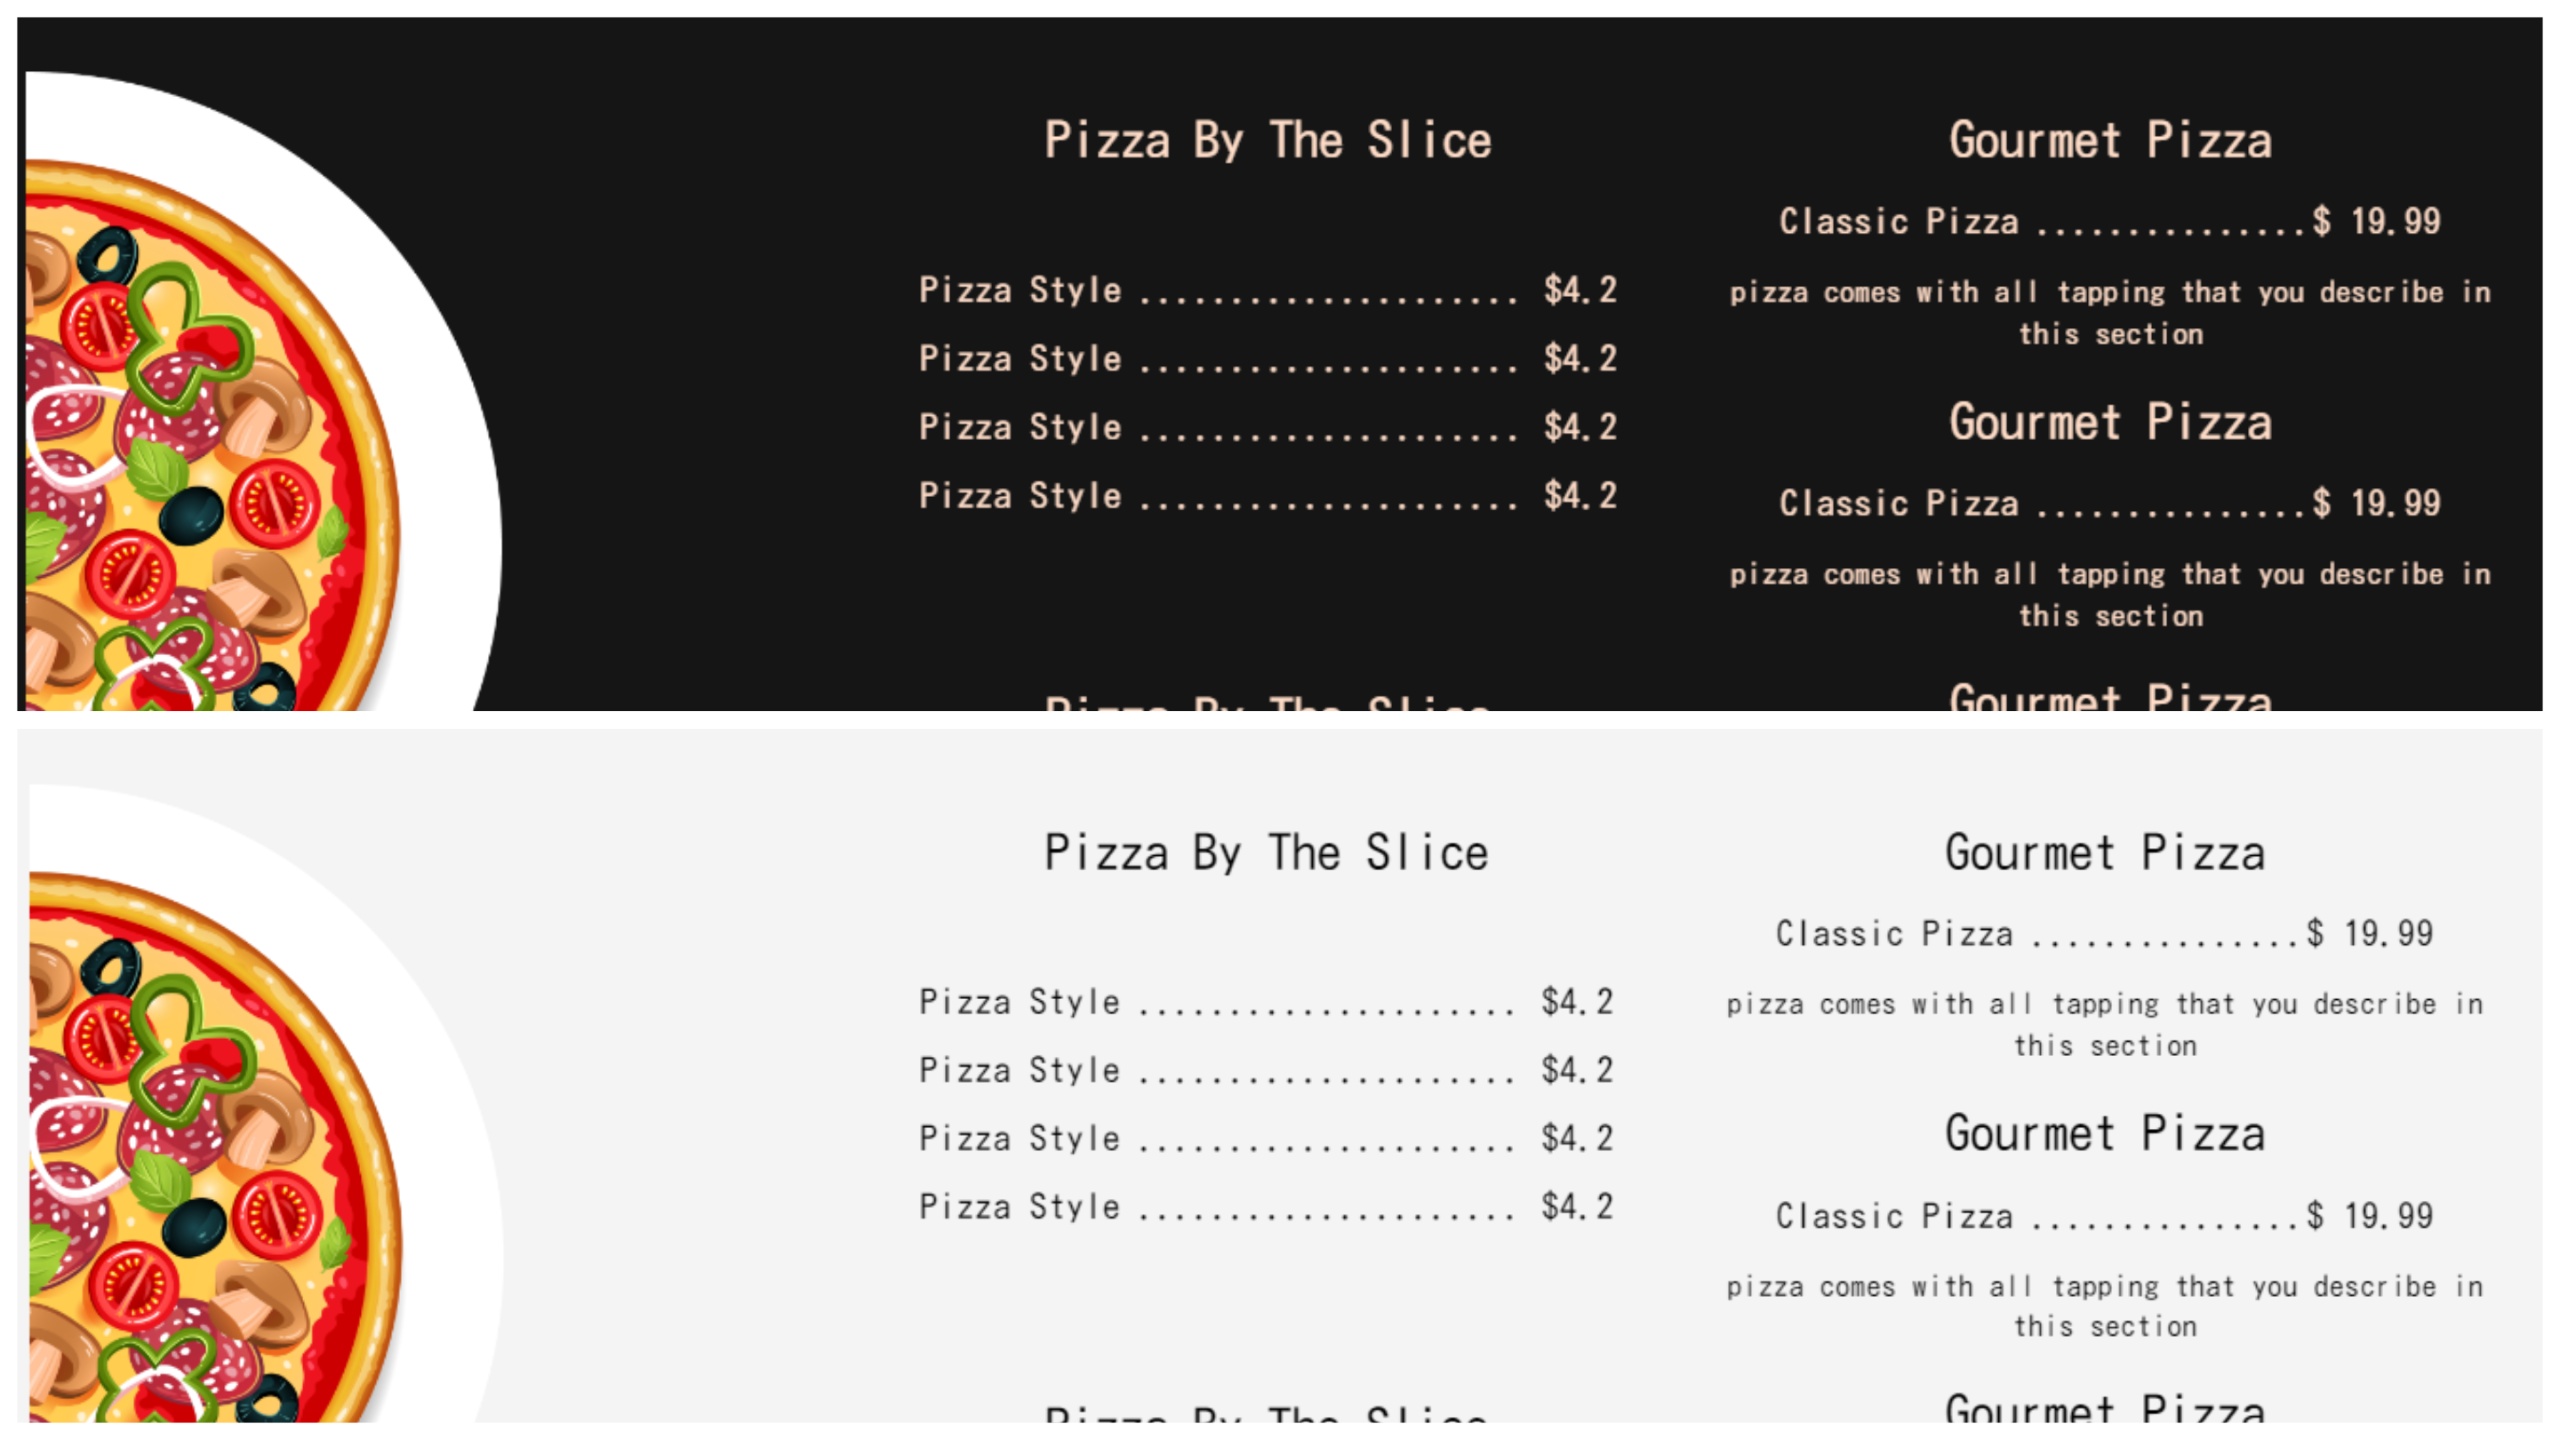 Pizza By The Slice
Pizza Style ..................... $4.2
Pizza Style ..................... $4.2
Pizza Style ..................... $4.2
Pizza Style ..................... $4.2
Pizza By The Slice
Gourmet Pizza
Classic Pizza ...............$ 19.99
pizza comes with all tapping that you describe in
this section
Gourmet Pizza
Classic Pizza ...............$ 19.99
pizza comes with all tapping that you describe in
this section
Gourmet Pizza
Pizza By The Slice
Pizza Style ..................... $4.2
Pizza Style ..................... $4.2
Pizza Style ..................... $4.2
Pizza Style ..................... $4.2
Pizza By The Slice
Gourmet Pizza
Classic Pizza ...............$ 19.99
pizza comes with all tapping that you describe in
this section
Gourmet Pizza
Classic Pizza ...............$ 19.99
pizza comes with all tapping that you describe in
this section
Gourmet Pizza